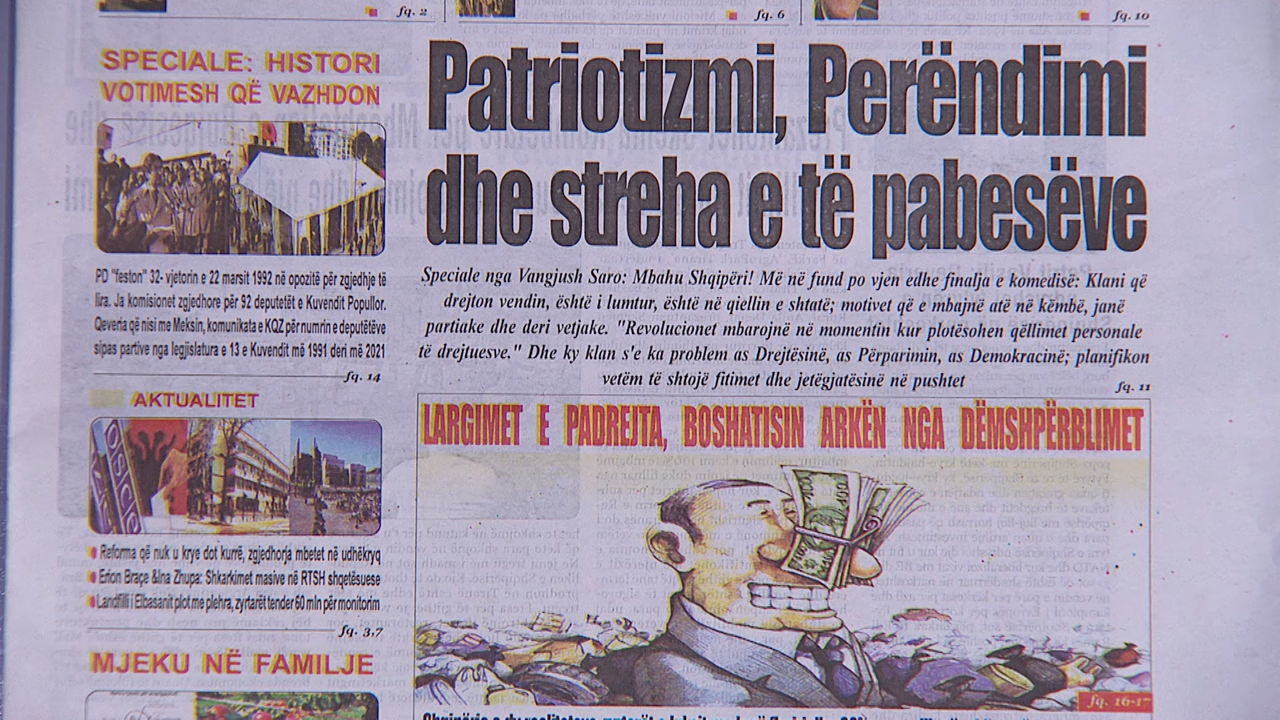 fq. 2
fq. 6
fq. 10
SPECIALE: HISTORI
VOTIMESH QË VAZHDON
PD "feston" 32- vjetorin e 22 marsit 1992 në opozitë për zgjedhje të
lira. Ja komisionet zgjedhore për 92 deputetët e Kuvendit Popullor.
Qeveria që nisi me Meksin, komunikata e KQZ për numrin e deputetëve
sipas partive nga legjislatura e 13 e Kuvendit më 1991 deri më 2021
fq. 14
AKTUALITET
OSCE
Reforma që nuk u krye dot kurrë, zgjedhorja mbetet në udhëkryq
Erion Braçe &Ina Zhupa: Shkarkimet masive në RTSH shqetësuese
Landfilli i Elbasanit plot me plehra, zyrtarët tender 60 mln për monitorim
fq. 3,7
MJEKU NË FAMILJE
Patriotizmi, Perëndimi
dhe streha e të pabesëve
Speciale nga Vangjush Saro: Mbahu Shqipëri! Më në fund po vjen edhe finalja e komedisë: Klani që
drejton vendin, është i lumtur, është në qiellin e shtatë; motivet që e mbajnë atë në këmbë, janë
partiake dhe deri vetjake. "Revolucionet mbarojnë në momentin kur plotësohen qëllimet personale
të drejtuesve." Dhe ky klan s'e ka problem as Drejtësinë, as Përparimin, as Demokracinë; planifikon
vetëm të shtojë fitimet dhe jetëgjatësinë në pushtet
fq. 11
LARGIMET E PADREJTA, BOSHATISIN ARKËN NGA DËMSHPËRBLIMET
fq. 16-17